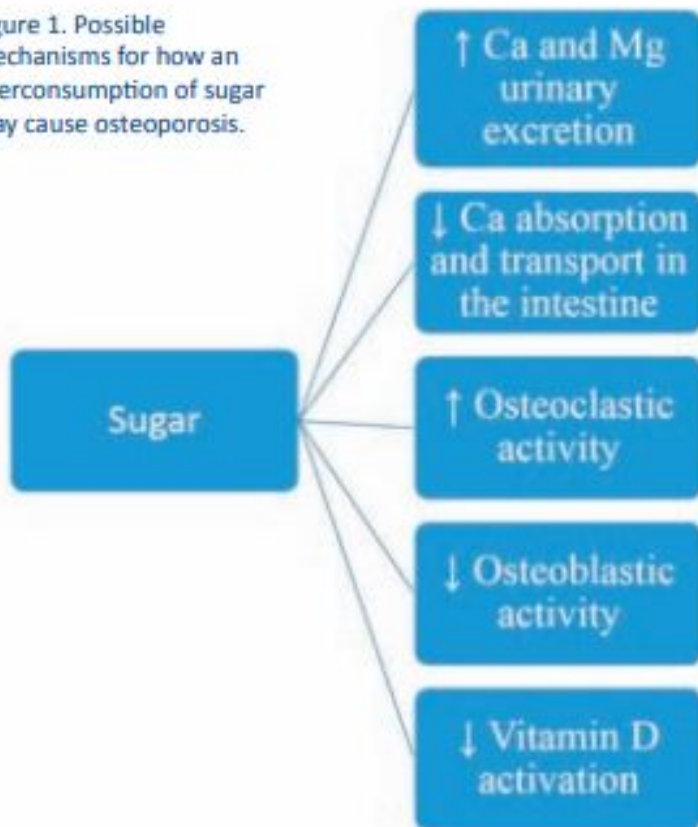 gure 1. Possible
echanisms for how an
erconsumption of sugar
ay cause osteoporosis.
↑ Ca and Mg
urinary
excretion
↓ Ca absorption
and transport in
the intestine
Sugar
↑ Osteoclastic
activity
↓ Osteoblastic
activity
↓ Vitamin D
activation